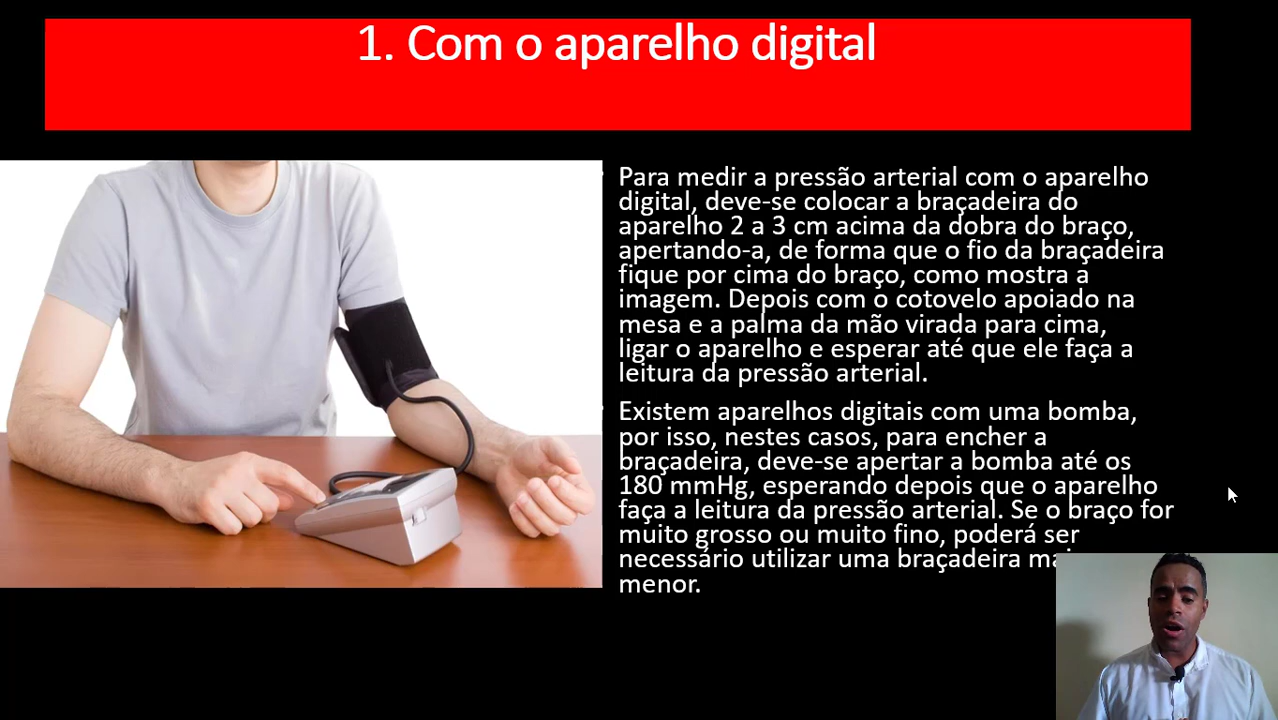 1. Com o aparelho digital
Para medir a pressão arterial com o aparelho
digital, deve-se colocar a braçadeira do
aparelho 2 a 3 cm acima da dobra do braço,
apertando-a, de forma que o fio da braçadeira
fique por cima do braço, como mostra a
imagem. Depois com o cotovelo apoiado na
mesa e a palma da mão virada para cima,
ligar o aparelho e esperar até que ele faça a
leitura da pressão arterial.
Existem aparelhos digitais com uma bomba,
por isso, nestes casos, para encher a
braçadeira, deve-se apertar a bomba até os
180 mmHg, esperando depois que o aparelho
faça a leitura da pressão arterial. Se o braço for
muito grosso ou muito fino, poderá ser
necessário utilizar uma braçadeira
menor.